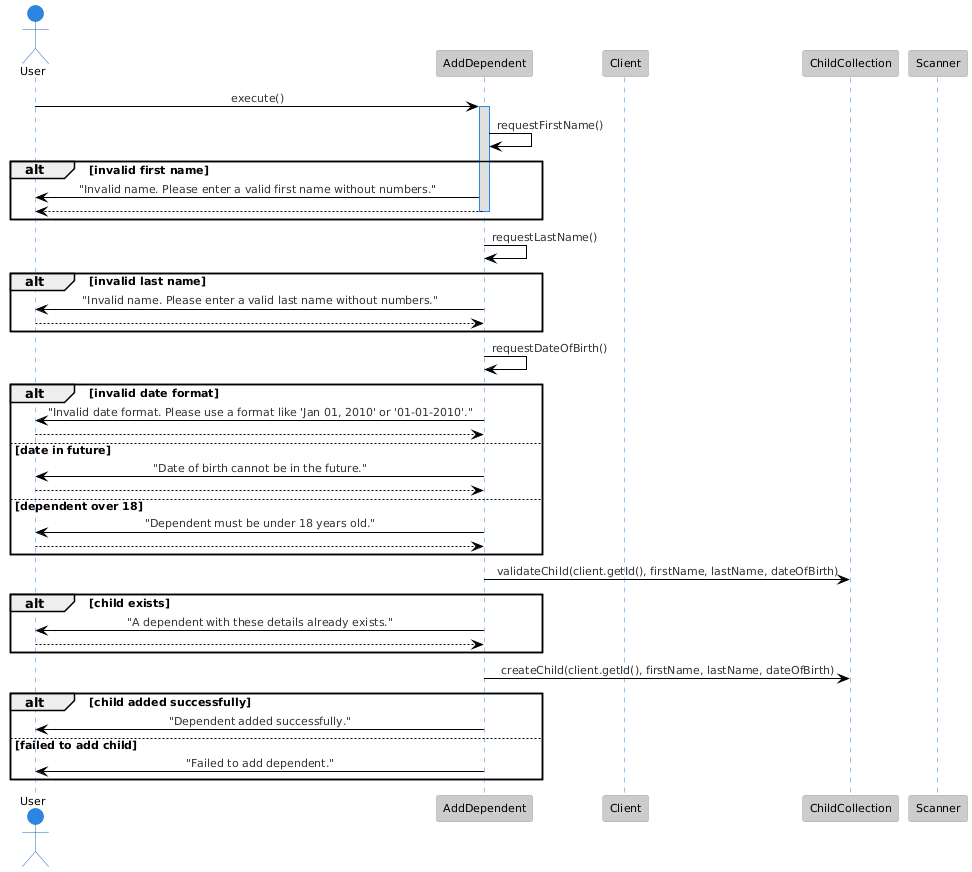 User
AddDependent
Client
ChildCollection
Scanner
execute()
requestFirstName()
alt
[invalid first name]
"Invalid name. Please enter a valid first name without numbers."
requestLastName()
alt
[invalid last name]
"Invalid name. Please enter a valid last name without numbers."
requestDateOfBirth()
alt
[invalid date format]
"Invalid date format. Please use a format like 'Jan 01, 2010' or '01-01-2010'."
[date in future]
"Date of birth cannot be in the future."
[dependent over 18]
"Dependent must be under 18 years old."
validateChild(client.getId(), firstName, lastName, dateOfBirth)
alt
[child exists]
"A dependent with these details already exists."
createChild(client.getId(), firstName, lastName, dateOfBirth)
alt
[child added successfully]
"Dependent added successfully."
[failed to add child]
"Failed to add dependent."
User
AddDependent
Client
ChildCollection
Scanner